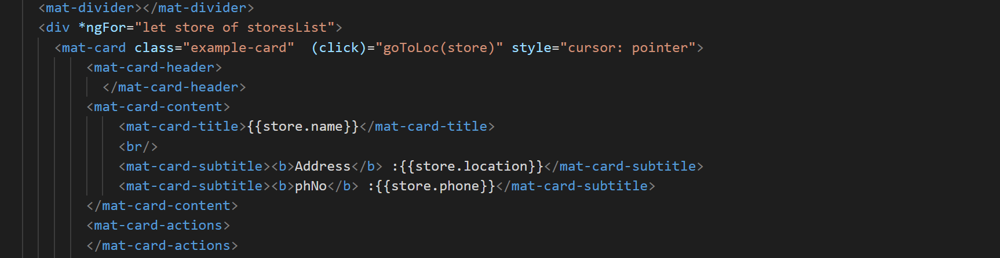 <mat-divider></mat-divider>
<div *ngFor="let store of storesList">
<mat-card class="example-card"  (click)="goToLoc(store)" style="cursor: pointer">
<mat-card-header>
</mat-card-header>
<mat-card-content>
<mat-card-title>{{store.name}}</mat-card-title>
<br/>
<mat-card-subtitle><b>Address</b> :{{store.location}}</mat-card-subtitle>
<mat-card-subtitle><b>phNo</b> :{{store.phone}}</mat-card-subtitle>
</mat-card-content>
<mat-card-actions>
</mat-card-actions>